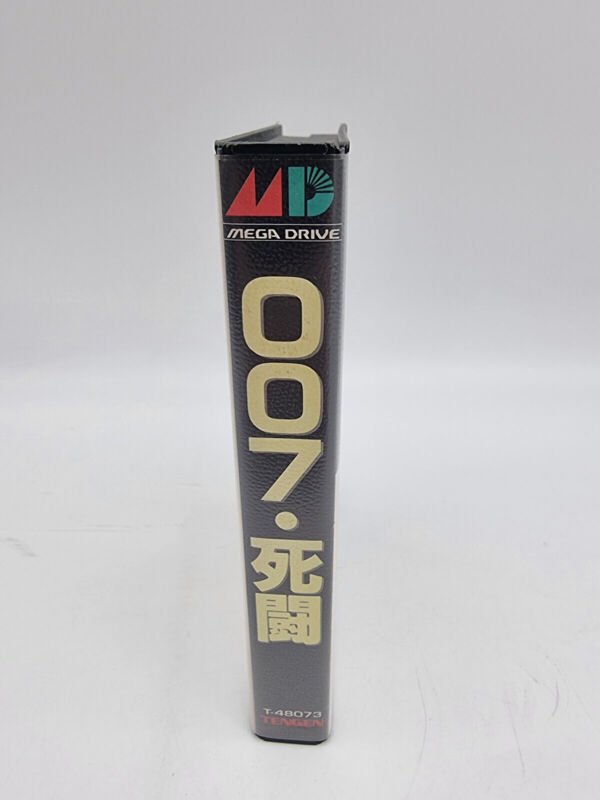 MD
MEGA DRIVE
007・死闘
T-48073
TENGEN